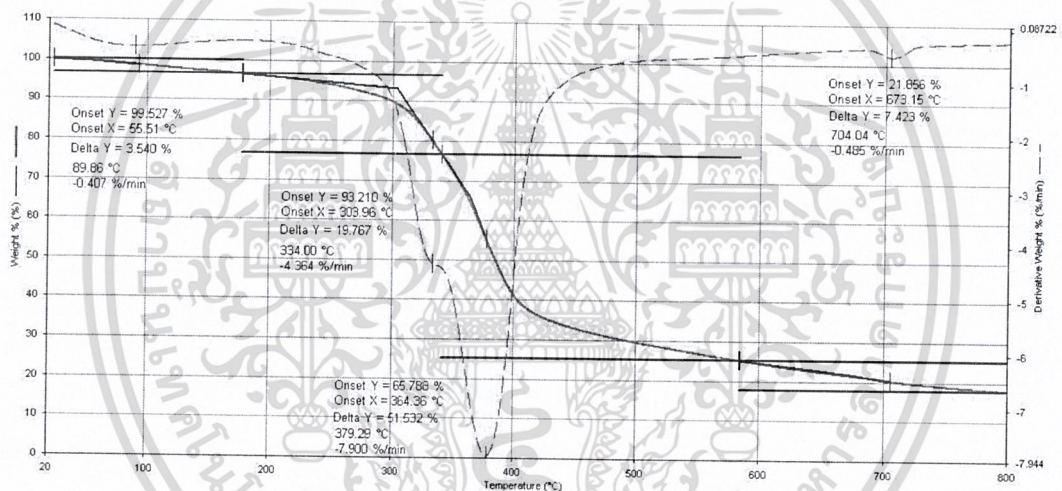 110
100
90
80
70
60
50
40
30
20
10
0
Weight % (%)
Onset Y = 99.527 %
Onset X = 55.51 °C
Delta Y = 3.540 %
89.86 °C
-0.407 %/min
Onset Y = 93.210 %
Onset X = 303.96 °C
Delta Y = 19.767 %
334.00 °C
-4.364 %/min
Onset Y = 65.788 %
Onset X = 364.36 °C
Delta Y = 51.532 %
379.29 °C
-7.900 %/min
Onset Y = 21.856 %
Onset X = 673.15 °C
Delta Y = 7.423 %
704.04 °C
-0.485 %/min
0.08722
-1
-2
-3
-4
-5
-6
-7
-7.944
Derivative Weight % (%/min)
20
100
200
300
400
500
600
700
800
Temperature (°C)